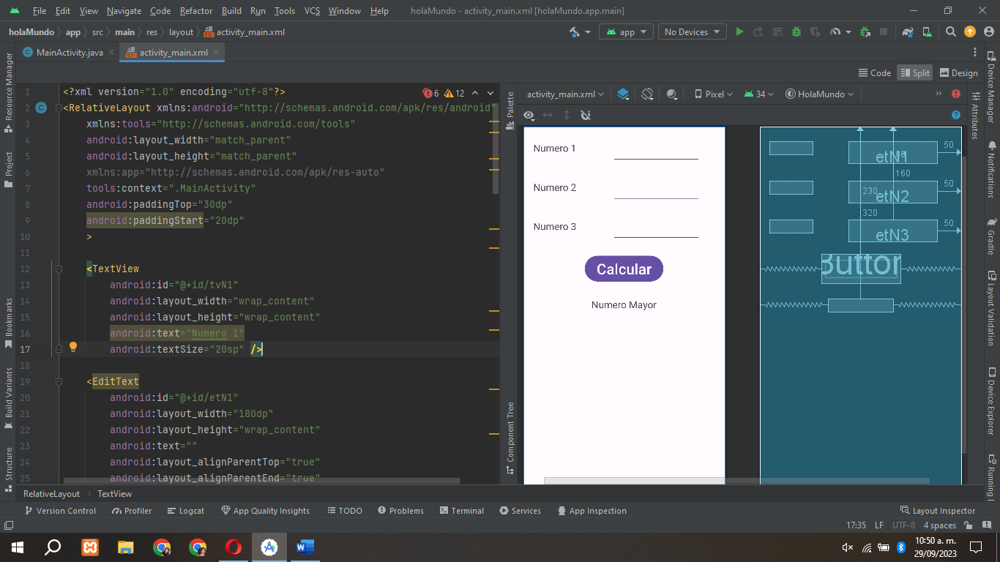 File Edit View Navigate Code Refactor Build Run Tools VCS Window Help holaMundo - activity_main.xml [holaMundo.app.main]
holaMundo app src main res layout activity_main.xml app No Devices
MainActivity.java activity_main.xml
Code Split Design
Resource Manager
Project
Bookmarks
Build Variants
Structure
1 <?xml version="1.0" encoding="utf-8"?> 6 12
2 <RelativeLayout xmlns:android="http://schemas.android.com/apk/res/android"
3 xmlns:tools="http://schemas.android.com/tools"
4 android:layout_width="match_parent"
5 android:layout_height="match_parent"
6 xmlns:app="http://schemas.android.com/apk/res-auto"
7 tools:context=".MainActivity"
8 android:paddingTop="30dp"
9 android:paddingStart="20dp"
10 >
11
12 <TextView
13 android:id="@+id/tvN1"
14 android:layout_width="wrap_content"
15 android:layout_height="wrap_content"
16 android:text="Numero 1"
17 android:textSize="20sp" />
18
19 <EditText
20 android:id="@+id/etN1"
21 android:layout_width="180dp"
22 android:layout_height="wrap_content"
23 android:text=""
24 android:layout_alignParentTop="true"
25 android:layout_alignParentEnd="true"
Palette
Component Tree
activity_main.xml Pixel 34 HolaMundo
Numero 1
Numero 2
Numero 3
Calcular
Numero Mayor
etN1 80 50
160
230 etN2 50
320
etN3 50
Button
Device Manager
Attributes
Notifications
Gradle
Layout Validation
Device Explorer
Running D
RelativeLayout TextView
Version Control Profiler Logcat App Quality Insights TODO Problems Terminal Services App Inspection Layout Inspector
17:35 LF UTF-8 4 spaces
10:50 a. m.
29/09/2023